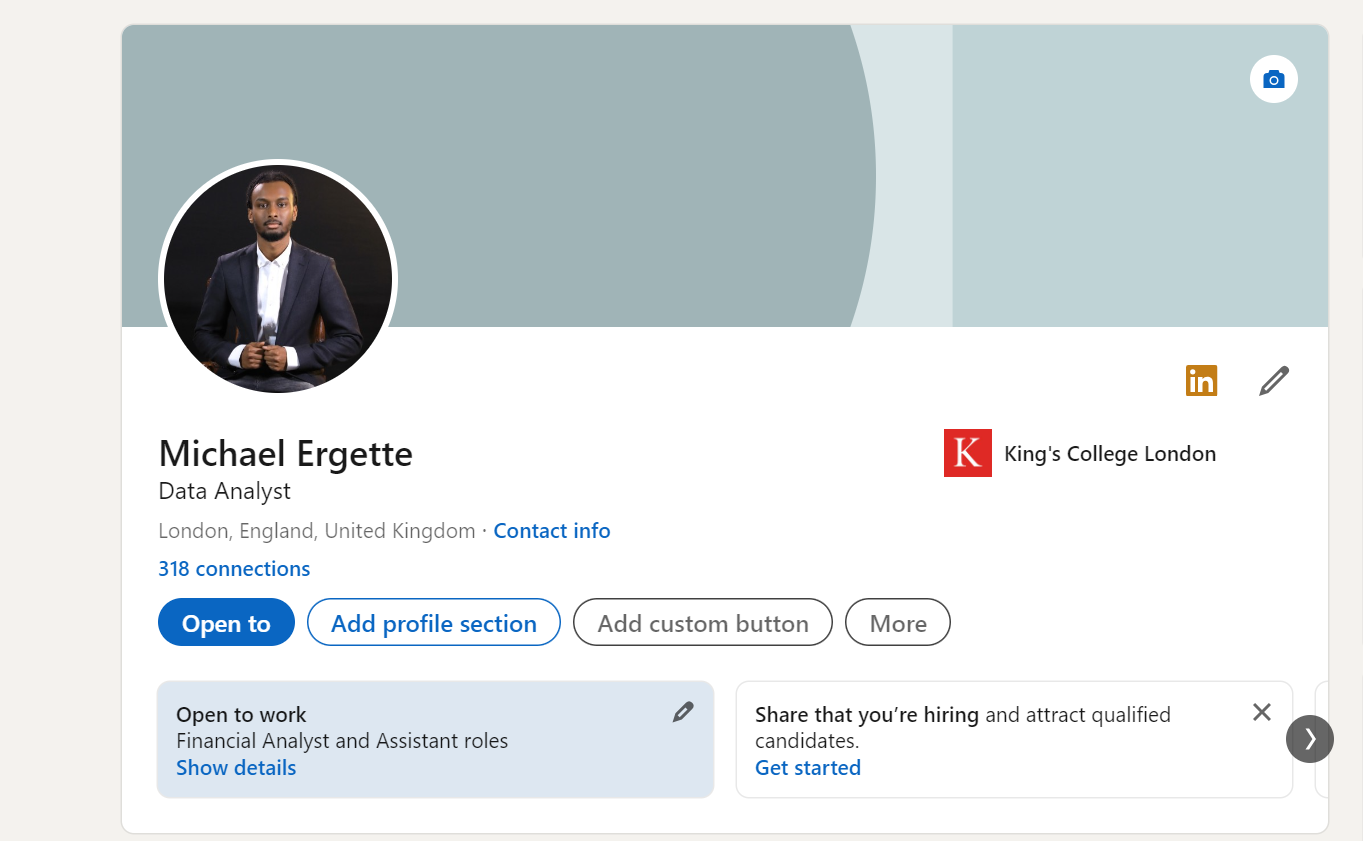 in
Michael Ergette
K King's College London
Data Analyst
London, England, United Kingdom · Contact info
318 connections
Open to
Add profile section
Add custom button
More
Open to work
Financial Analyst and Assistant roles
Show details
Share that you’re hiring and attract qualified
candidates.
Get started